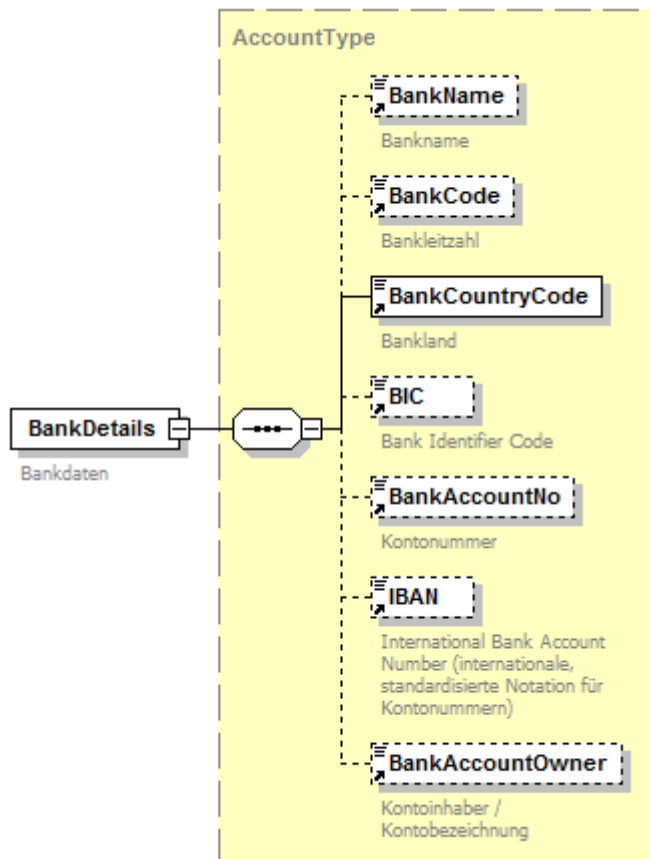 AccountType
BankName
Bankname
BankCode
Bankleitzahl
BankCountryCode
Bankland
BIC
Bank Identifier Code
BankDetails
Bankdaten
BankAccountNo
Kontonummer
IBAN
International Bank Account
Number (internationale,
standardisierte Notation für
Kontonummern)
BankAccountOwner
Kontoinhaber /
Kontobezeichnung